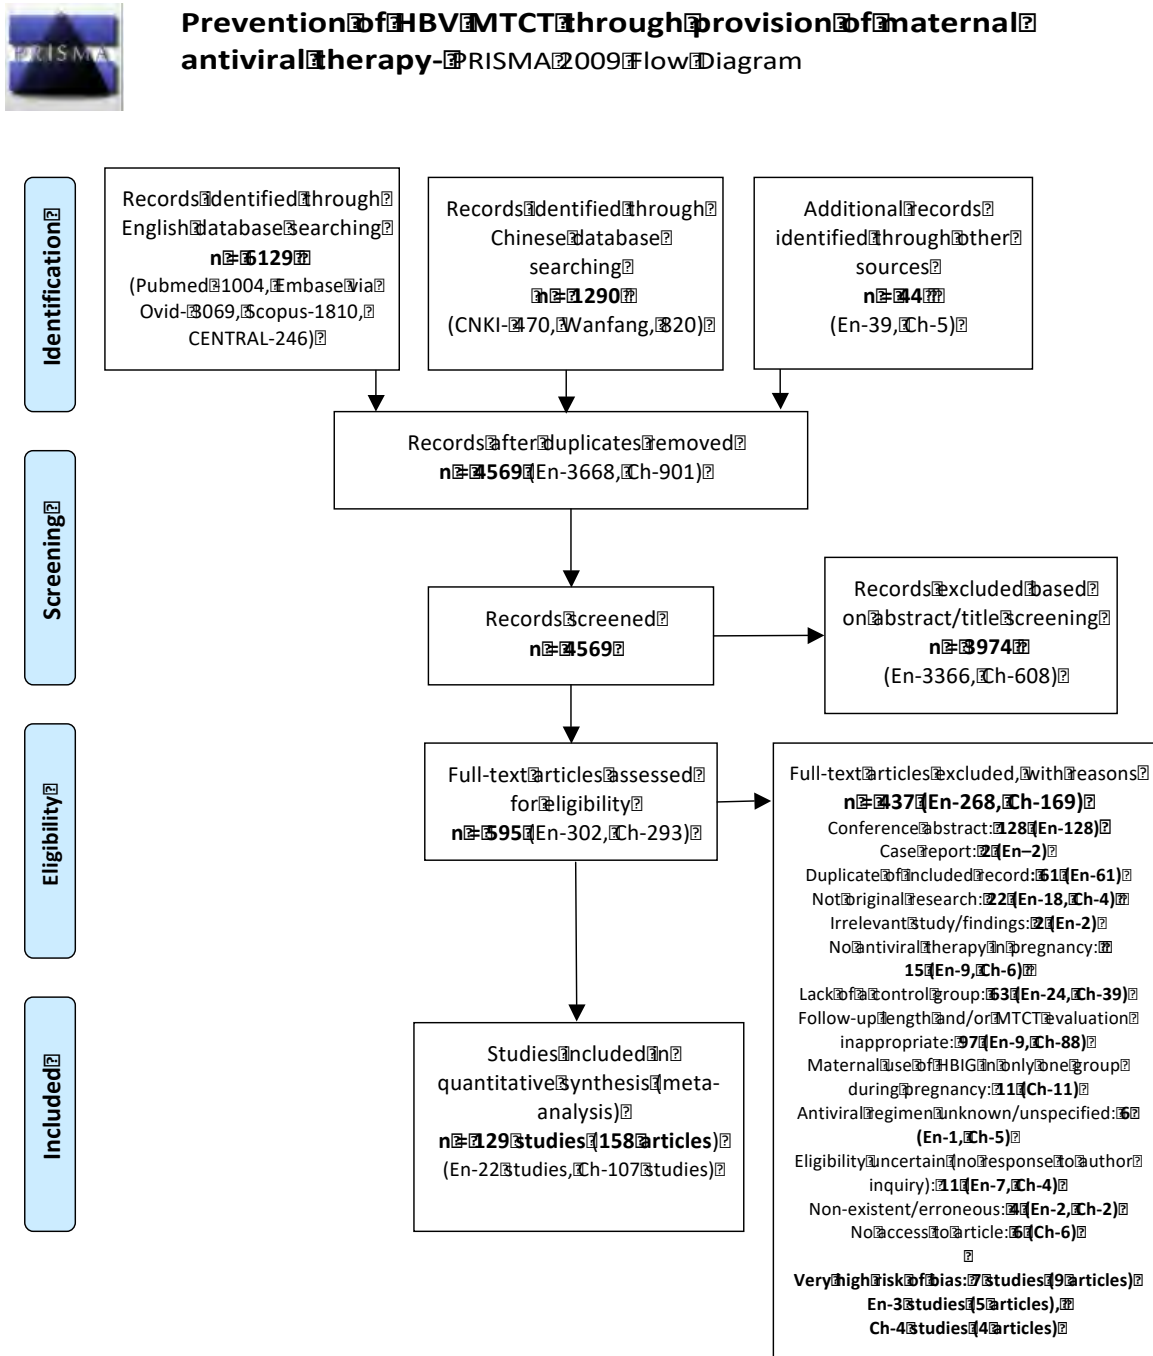 PRISMA
Prevention of HBV MTCT through provision of maternal
antiviral therapy- PRISMA 2009 Flow Diagram
Identification
Records identified through
English database searching
n = 6129
(Pubmed -1004, Embase via
Ovid- 3069, Scopus-1810,
CENTRAL-246)
Records identified through
Chinese database
searching
n = 1290
(CNKI- 470, Wanfang, 820)
Additional records
identified through other
sources
n = 44
(En-39, Ch-5)
Records after duplicates removed
n = 4569 (En-3668, Ch-901)
Screening
Records screened
n = 4569
Records excluded based
on abstract/title screening
n = 3974
(En-3366, Ch-608)
Eligibility
Full-text articles assessed
for eligibility
n = 595 (En-302, Ch-293)
Full-text articles excluded, with reasons
n = 437 (En-268, Ch-169)
Conference abstract: 128 (En-128)
Case report: 2 (En–2)
Duplicate of included record: 61 (En-61)
Not original research: 22 (En-18, Ch-4)
Irrelevant study/findings: 2 (En-2)
No antiviral therapy in pregnancy:
15 (En-9, Ch-6)
Lack of a control group: 63 (En-24, Ch-39)
Follow-up length and/or MTCT evaluation
inappropriate: 97 (En-9, Ch-88)
Maternal use of HBIG in only one group
during pregnancy: 11 (Ch-11)
Antiviral regimen unknown/unspecified: 6
(En-1, Ch-5)
Eligibility uncertain (no response to author
inquiry): 11 (En-7, Ch-4)
Non-existent/erroneous: 4 (En-2, Ch-2)
No access to article: 6 (Ch-6)
Very high risk of bias: 7 studies (9 articles)
En-3 studies (5 articles),
Ch-4 studies (4 articles)
Included
Studies included in
quantitative synthesis (meta-
analysis)
n = 129 studies (158 articles)
(En-22 studies, Ch-107 studies)